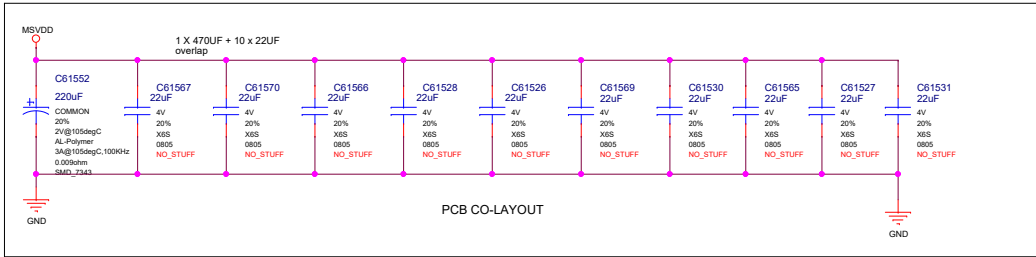 MSVDD
1 X 470UF + 10 x 22UF
overlap
C61552
220uF
COMMON
20%
2V@105degC
AL-Polymer
3A@105degC,100KHz
0.009ohm
SMD_7343
C61567
22uF
4V
20%
X6S
0805
NO_STUFF
C61570
22uF
4V
20%
X6S
0805
NO_STUFF
C61566
22uF
4V
20%
X6S
0805
NO_STUFF
C61528
22uF
4V
20%
X6S
0805
NO_STUFF
C61526
22uF
4V
20%
X6S
0805
NO_STUFF
C61569
22uF
4V
20%
X6S
0805
NO_STUFF
C61530
22uF
4V
20%
X6S
0805
NO_STUFF
C61565
22uF
4V
20%
X6S
0805
NO_STUFF
C61527
22uF
4V
20%
X6S
0805
NO_STUFF
C61531
22uF
4V
20%
X6S
0805
NO_STUFF
GND
PCB CO-LAYOUT
GND